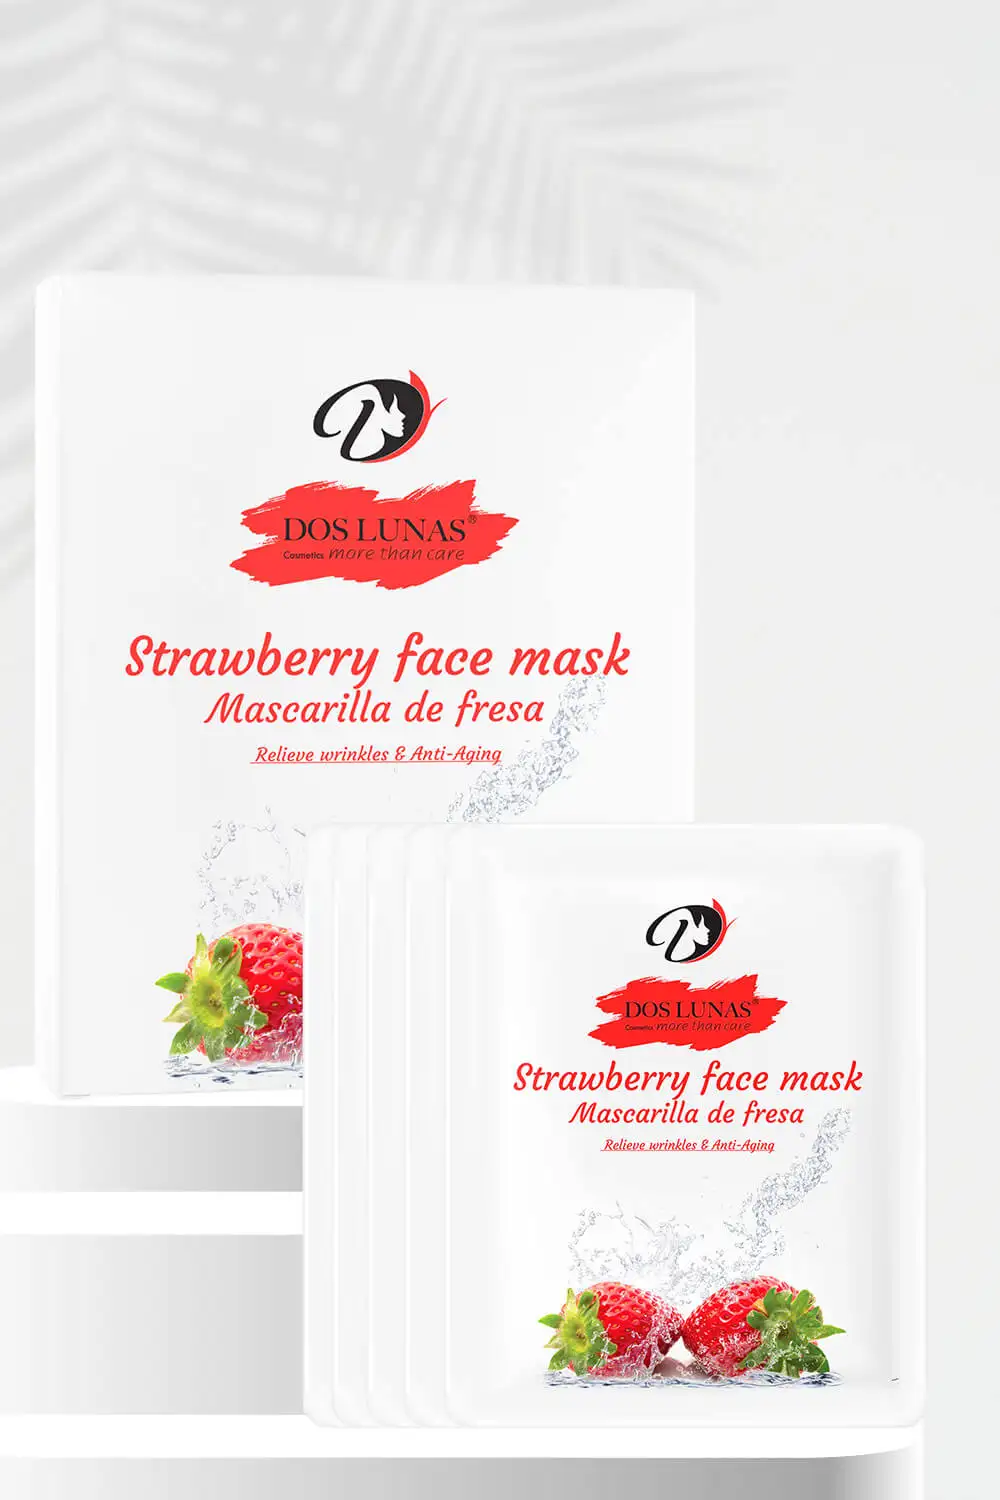 DOS LUNAS®
Cosmetics more than care
Strawberry face mask
Mascarilla de fresa
Relieve wrinkles & Anti-Aging
DOS LUNAS®
Cosmetics more than care
Strawberry face mask
Mascarilla de fresa
Relieve wrinkles & Anti-Aging